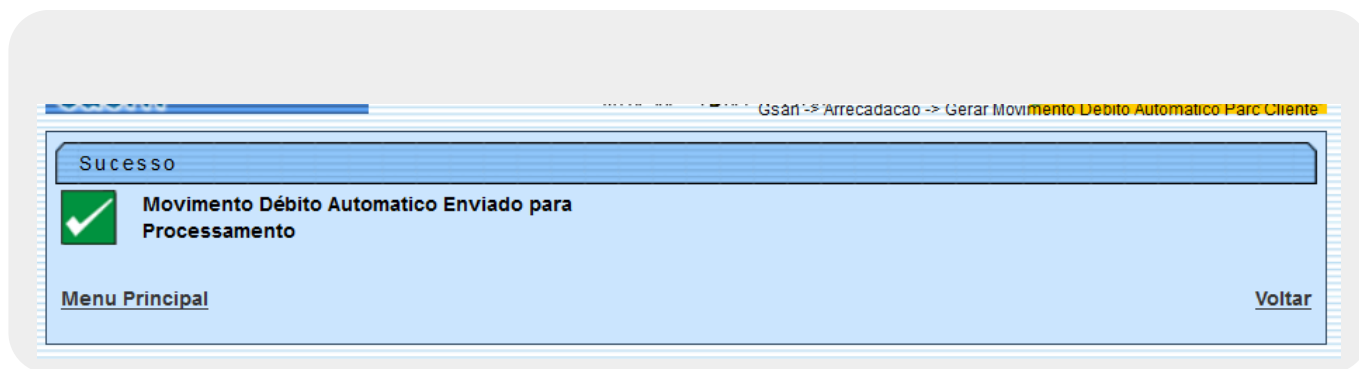 Gsan -> Arrecadacao -> Gerar Movimento Debito Automatico Parc Cliente
Sucesso
Movimento Débito Automatico Enviado para
Processamento
Menu Principal
Voltar